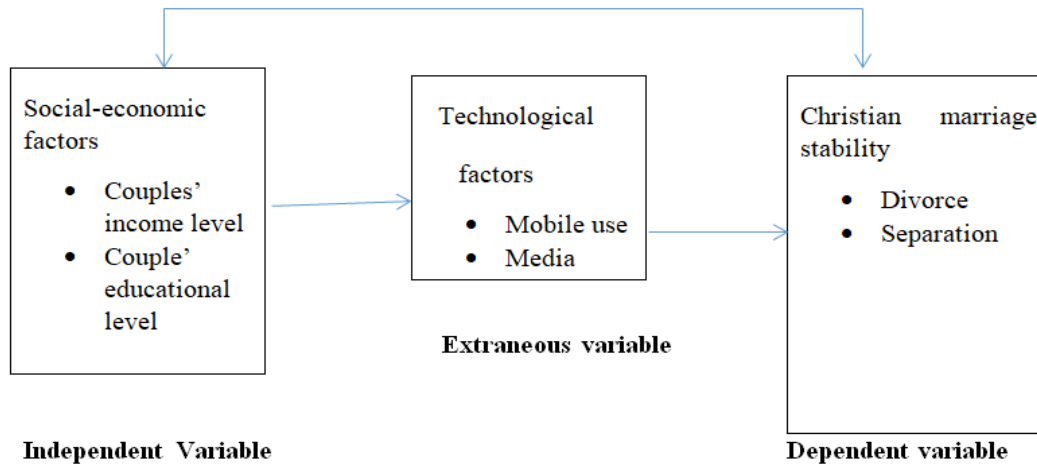 Social-economic
factors
• Couples’
income level
• Couple’
educational
level
Independent Variable
Technological
factors
• Mobile use
• Media
Extraneous variable
Christian marriage
stability
• Divorce
• Separation
Dependent variable